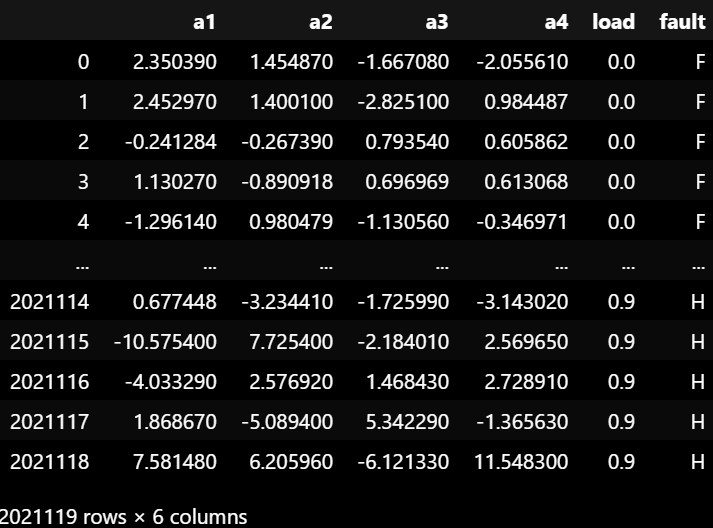 a1 a2 a3 a4 load fault
0 2.350390 1.454870 -1.667080 -2.055610 0.0 F
1 2.452970 1.400100 -2.825100 0.984487 0.0 F
2 -0.241284 -0.267390 0.793540 0.605862 0.0 F
3 1.130270 -0.890918 0.696969 0.613068 0.0 F
4 -1.296140 0.980479 -1.130560 -0.346971 0.0 F
... ... ... ... ... ... ...
2021114 0.677448 -3.234410 -1.725990 -3.143020 0.9 H
2021115 -10.575400 7.725400 -2.184010 2.569650 0.9 H
2021116 -4.033290 2.576920 1.468430 2.728910 0.9 H
2021117 1.868670 -5.089400 5.342290 -1.365630 0.9 H
2021118 7.581480 6.205960 -6.121330 11.548300 0.9 H
2021119 rows × 6 columns